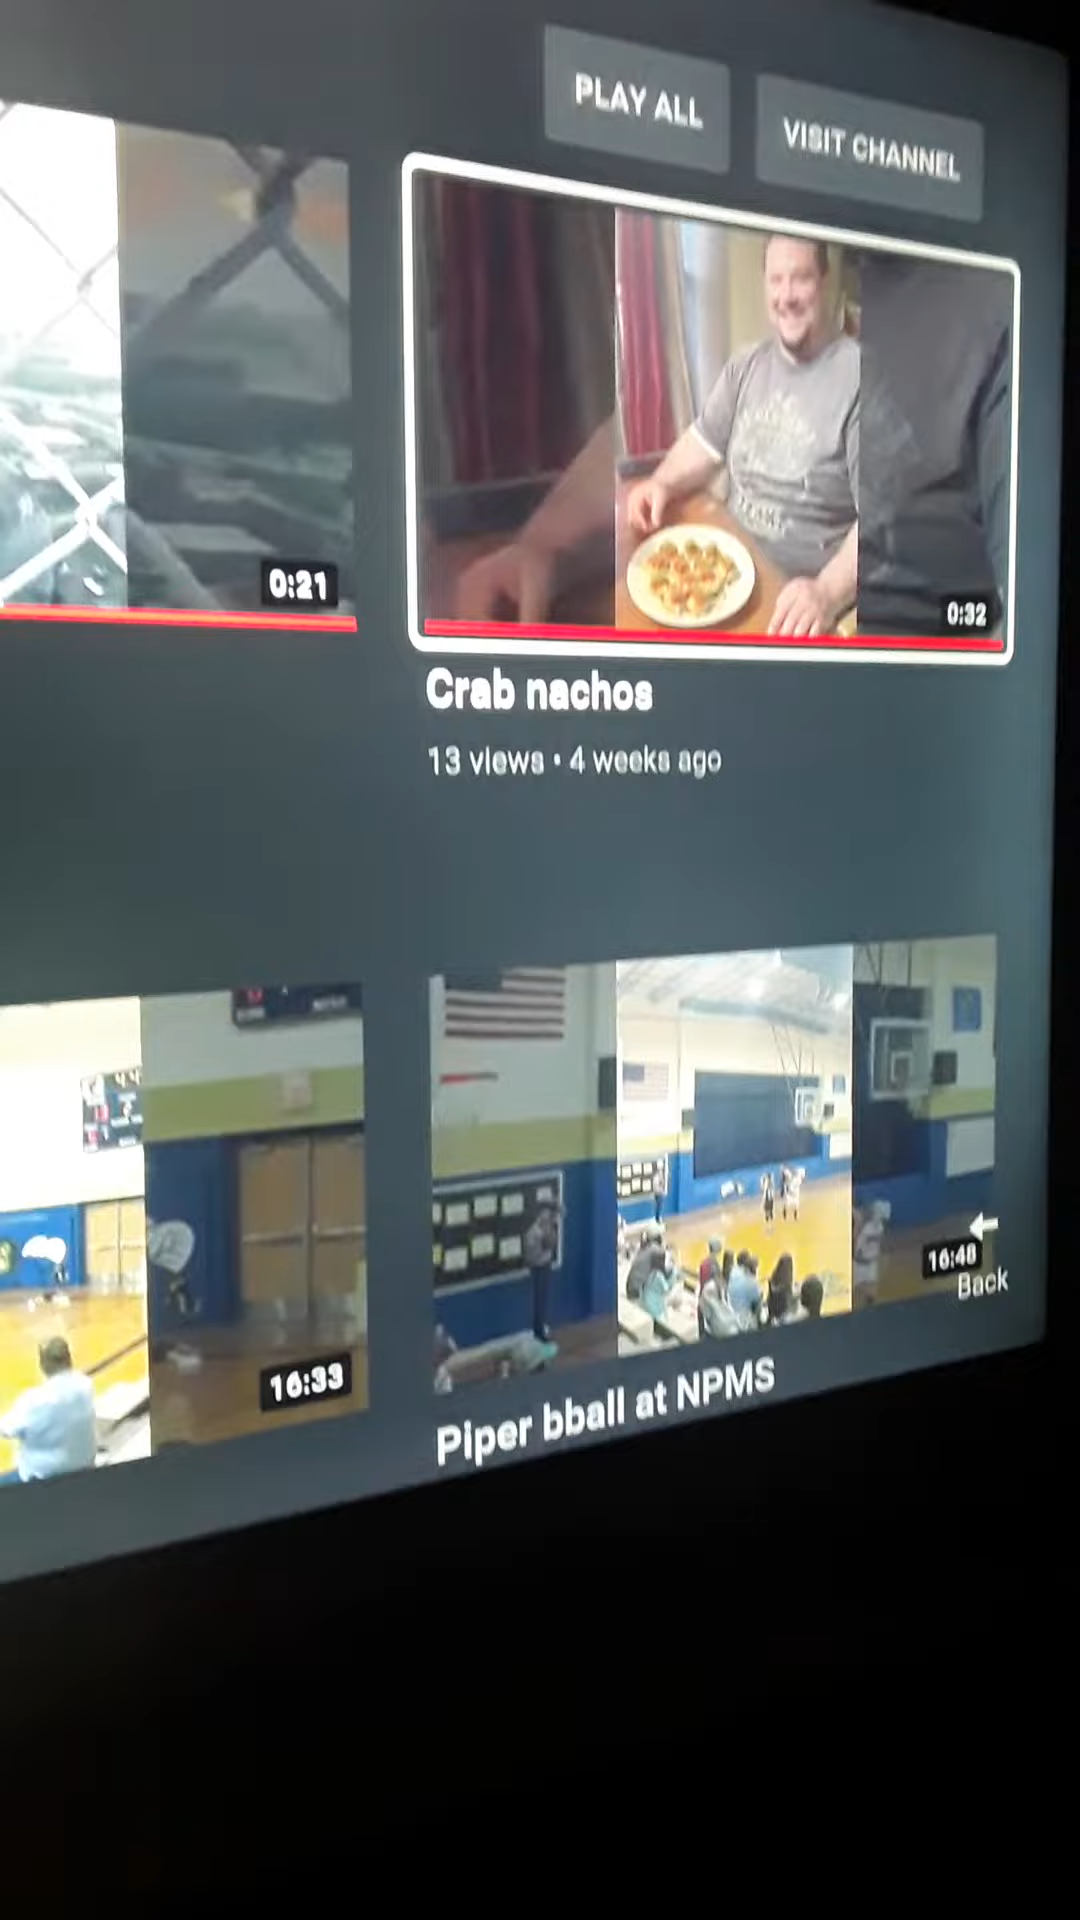 PLAY ALL
VISIT CHANNEL
0:21
0:32
Crab nachos
13 views • 4 weeks ago
16:33
16:48
Back
Piper bball at NPMS